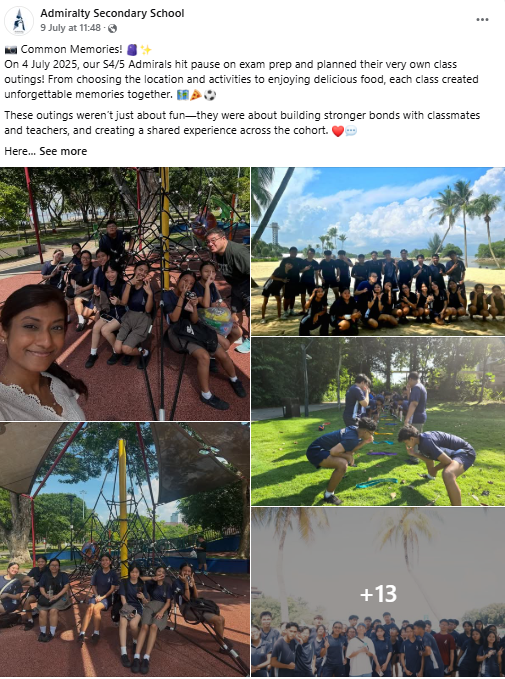 Admiralty Secondary School
9 July at 11:48
📷 Common Memories! 🔮✨
On 4 July 2025, our S4/5 Admirals hit pause on exam prep and planned their very own class
outings! From choosing the location and activities to enjoying delicious food, each class created
unforgettable memories together. 🗺️🍕⚽
These outings weren't just about fun—they were about building stronger bonds with classmates
and teachers, and creating a shared experience across the cohort. ❤️💬
Here... See more
+13